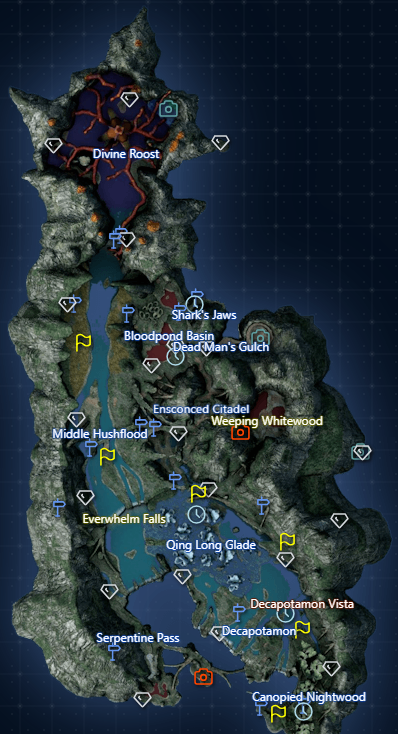 Divine Roost
Shark's Jaws
Bloodpond Basin
Dead Man's Gulch
Ensconced Citadel
Weeping Whitewood
Middle Hushflood
Everwhelm Falls
Qing Long Glade
Decapotamon Vista
Decapotamon
Serpentine Pass
Canopied Nightwood